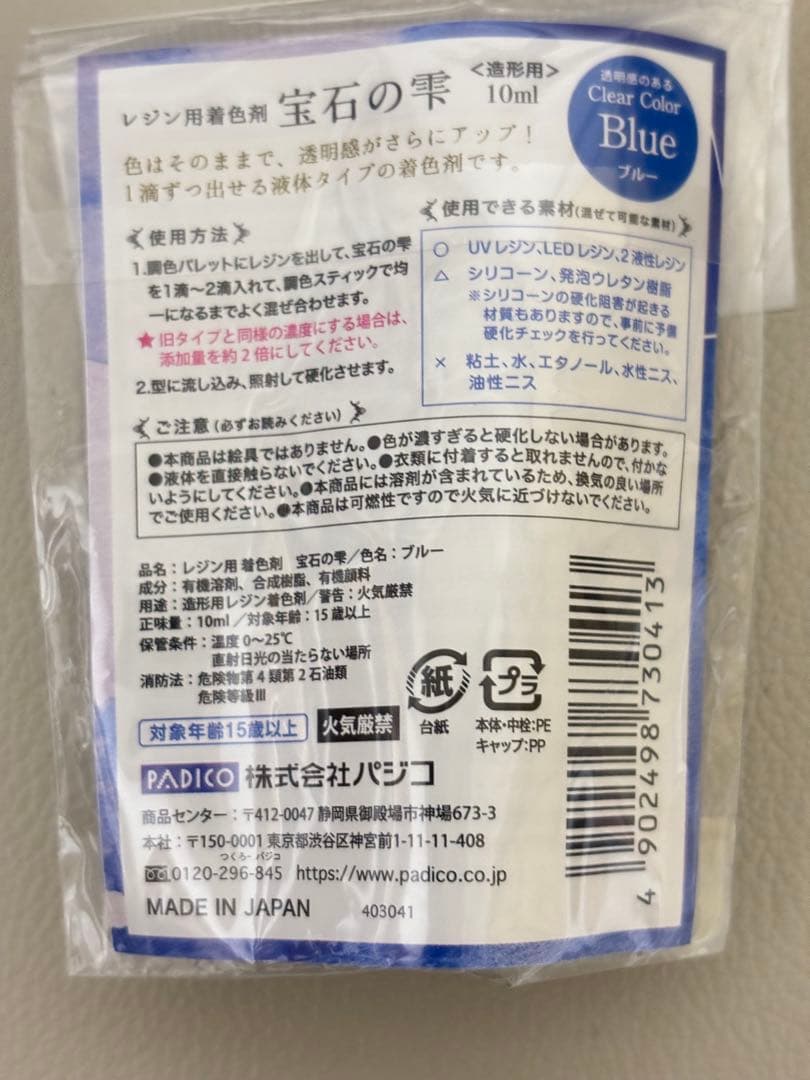 レジン用着色剤 宝石の雫 <造形用> 10ml
透明感のある
Clear Color
Blue
ブルー
色はそのままで、透明感がさらにアップ!
1滴ずつ出せる液体タイプの着色剤です。
使用方法
1.調色パレットにレジンを出して、宝石の雫
を1滴〜2滴入れて、調色スティックで均
一になるまでよく混ぜ合わせます。
★旧タイプと同様の濃度にする場合は、
添加量を約2倍にしてください。
2.型に流し込み、照射して硬化させます。
使用できる素材(混ぜて可能な素材)
○ UVレジン、LEDレジン、2液性レジン
△ シリコーン、発泡ウレタン樹脂
※シリコーンの硬化阻害が起きる
材質もありますので、事前に予備
硬化チェックを行ってください。
× 粘土、水、エタノール、水性ニス、
油性ニス
ご注意(必ずお読みください)
●本商品は絵具ではありません。●色が濃すぎると硬化しない場合があります。
●液体を直接触らないでください。●衣類に付着すると取れませんので、付かな
いようにしてください。●本商品には溶剤が含まれているため、換気の良い場所
でご使用ください。●本商品は可燃性ですので火気に近づけないでください。
品名:レジン用 着色剤 宝石の雫/色名:ブルー
成分:有機溶剤、合成樹脂、有機顔料
用途:造形用レジン着色剤/警告:火気厳禁
正味量:10ml/対象年齢:15歳以上
保管条件:温度0〜25℃
直射日光の当たらない場所
消防法:危険物第4類第2石油類
危険等級Ⅲ
対象年齢15歳以上 火気厳禁
紙
台紙
プラ
本体・中栓:PE
キャップ:PP
PADICO 株式会社パジコ
商品センター:〒412-0047 静岡県御殿場市神場673-3
本社:〒150-0001 東京都渋谷区神宮前1-11-11-408
つくろーパジコ
0120-296-845 https://www.padico.co.jp
MADE IN JAPAN 403041
4902498730413